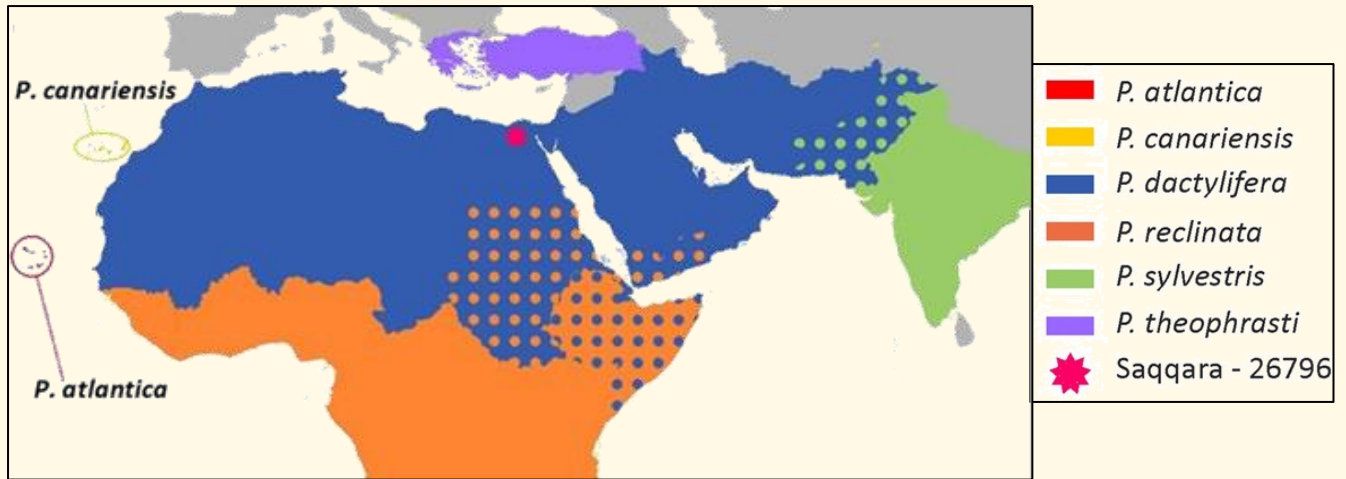 P. canariensis
P. atlantica
P. atlantica
P. canariensis
P. dactylifera
P. reclinata
P. sylvestris
P. theophrasti
Saqqara - 26796